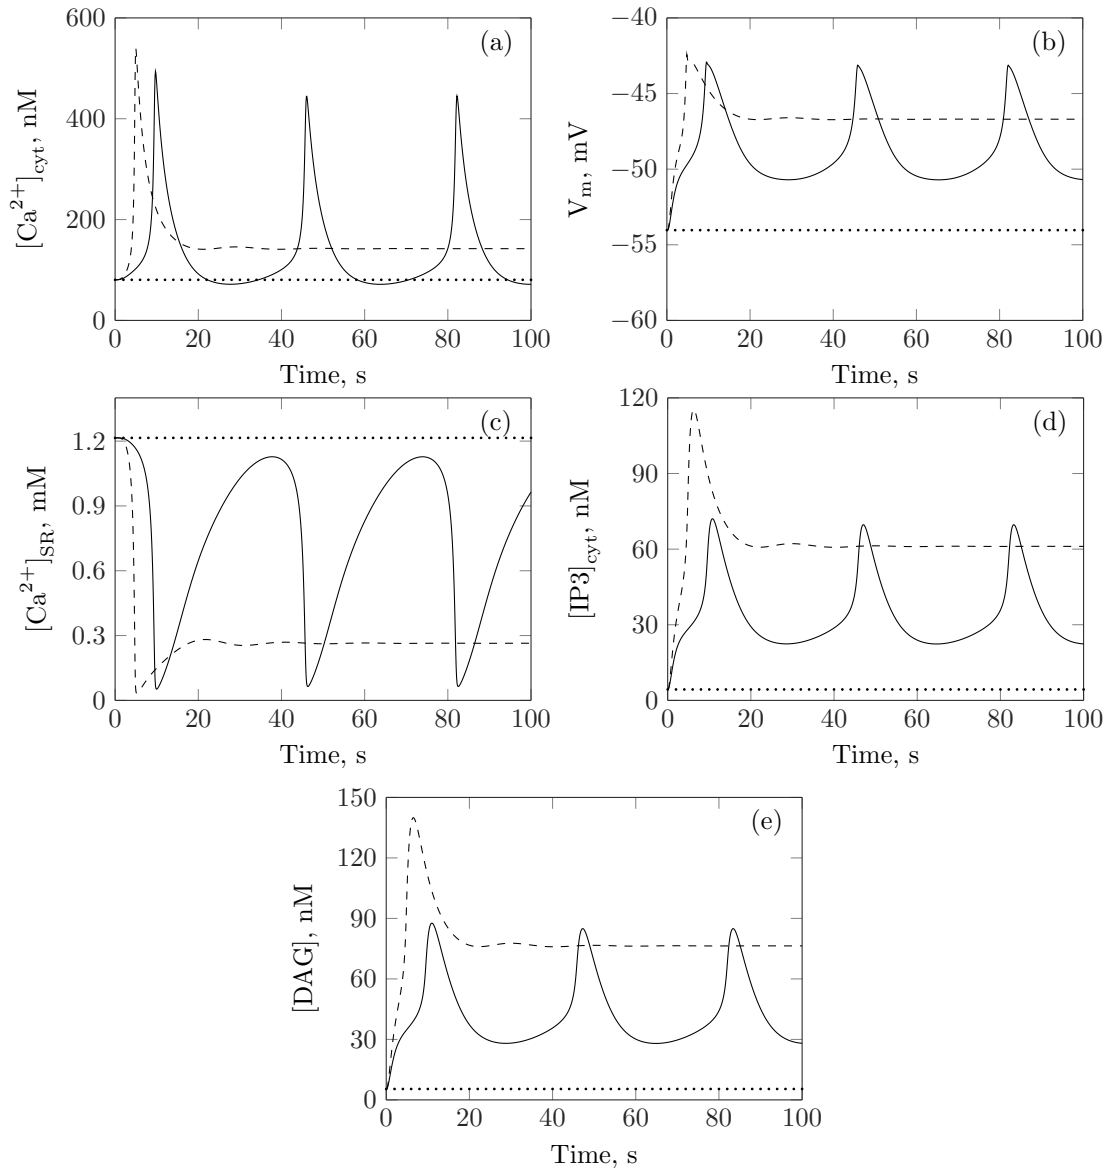 (a)
[Ca²⁺]cyt, nM
600
400
200
0
0 20 40 60 80 100
Time, s
(b)
Vm, mV
−40
−45
−50
−55
−60
0 20 40 60 80 100
Time, s
(c)
[Ca²⁺]SR, mM
1.2
0.9
0.6
0.3
0
0 20 40 60 80 100
Time, s
(d)
[IP3]cyt, nM
120
90
60
30
0
0 20 40 60 80 100
Time, s
(e)
[DAG], nM
150
120
90
60
30
0
0 20 40 60 80 100
Time, s